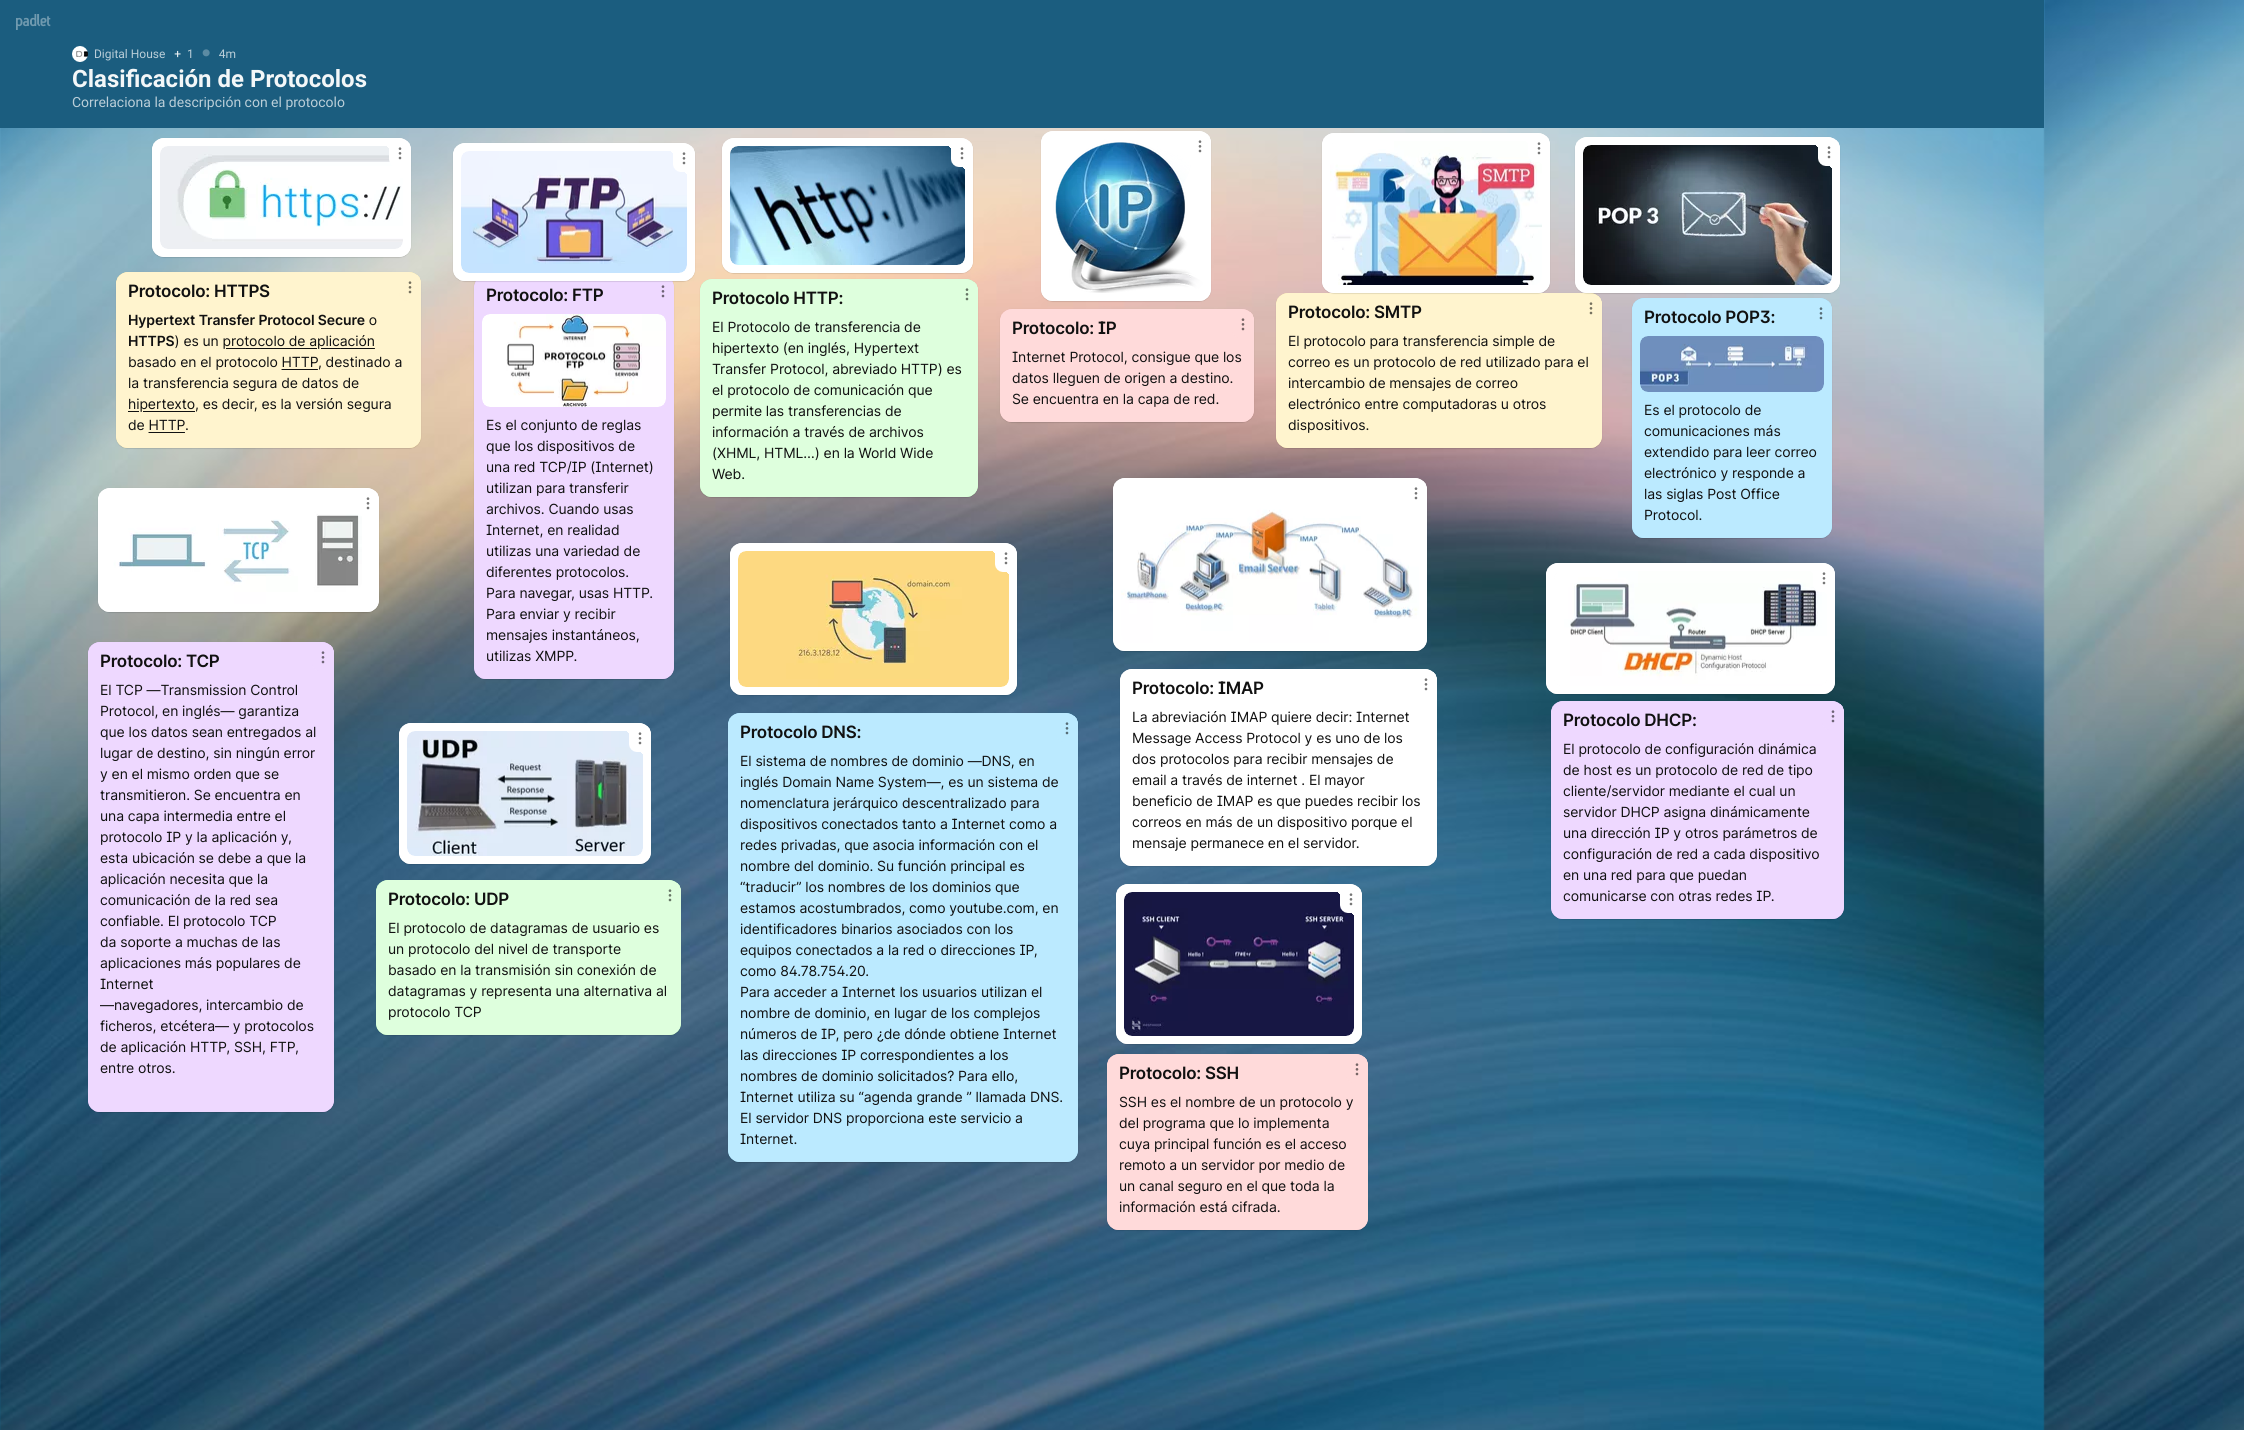 padlet
Digital House + 1 4m
Clasificación de Protocolos
Correlaciona la descripción con el protocolo
https://
Protocolo: HTTPS
Hypertext Transfer Protocol Secure o
HTTPS) es un protocolo de aplicación
basado en el protocolo HTTP, destinado a
la transferencia segura de datos de
hipertexto, es decir, es la versión segura
de HTTP.
FTP
Protocolo: FTP
INTERNET
CLIENTE
PROTOCOLO
FTP
SERVIDOR
ARCHIVOS
Es el conjunto de reglas
que los dispositivos de
una red TCP/IP (Internet)
utilizan para transferir
archivos. Cuando usas
Internet, en realidad
utilizas una variedad de
diferentes protocolos.
Para navegar, usas HTTP.
Para enviar y recibir
mensajes instantáneos,
utilizas XMPP.
http://www
Protocolo HTTP:
El Protocolo de transferencia de
hipertexto (en inglés, Hypertext
Transfer Protocol, abreviado HTTP) es
el protocolo de comunicación que
permite las transferencias de
información a través de archivos
(XHML, HTML...) en la World Wide
Web.
IP
Protocolo: IP
Internet Protocol, consigue que los
datos lleguen de origen a destino.
Se encuentra en la capa de red.
SMTP
Protocolo: SMTP
El protocolo para transferencia simple de
correo es un protocolo de red utilizado para el
intercambio de mensajes de correo
electrónico entre computadoras u otros
dispositivos.
POP 3
Protocolo POP3:
POP3
Es el protocolo de
comunicaciones más
extendido para leer correo
electrónico y responde a
las siglas Post Office
Protocol.
TCP
Protocolo: TCP
El TCP —Transmission Control
Protocol, en inglés— garantiza
que los datos sean entregados al
lugar de destino, sin ningún error
y en el mismo orden que se
transmitieron. Se encuentra en
una capa intermedia entre el
protocolo IP y la aplicación y,
esta ubicación se debe a que la
aplicación necesita que la
comunicación de la red sea
confiable. El protocolo TCP
da soporte a muchas de las
aplicaciones más populares de
Internet
—navegadores, intercambio de
ficheros, etcétera— y protocolos
de aplicación HTTP, SSH, FTP,
entre otros.
UDP
Request
Response
Response
Client
Server
Protocolo: UDP
El protocolo de datagramas de usuario es
un protocolo del nivel de transporte
basado en la transmisión sin conexión de
datagramas y representa una alternativa al
protocolo TCP
domain.com
216.3.128.12
Protocolo DNS:
El sistema de nombres de dominio —DNS, en
inglés Domain Name System—, es un sistema de
nomenclatura jerárquico descentralizado para
dispositivos conectados tanto a Internet como a
redes privadas, que asocia información con el
nombre del dominio. Su función principal es
“traducir” los nombres de los dominios que
estamos acostumbrados, como youtube.com, en
identificadores binarios asociados con los
equipos conectados a la red o direcciones IP,
como 84.78.754.20.
Para acceder a Internet los usuarios utilizan el
nombre de dominio, en lugar de los complejos
números de IP, pero ¿de dónde obtiene Internet
las direcciones IP correspondientes a los
nombres de dominio solicitados? Para ello,
Internet utiliza su “agenda grande ” llamada DNS.
El servidor DNS proporciona este servicio a
Internet.
IMAP
IMAP
IMAP
IMAP
Email Server
SmartPhone
Desktop PC
Tablet
Desktop PC
Protocolo: IMAP
La abreviación IMAP quiere decir: Internet
Message Access Protocol y es uno de los
dos protocolos para recibir mensajes de
email a través de internet . El mayor
beneficio de IMAP es que puedes recibir los
correos en más de un dispositivo porque el
mensaje permanece en el servidor.
SSH CLIENT
SSH SERVER
Hello !
Hello !
Protocolo: SSH
SSH es el nombre de un protocolo y
del programa que lo implementa
cuya principal función es el acceso
remoto a un servidor por medio de
un canal seguro en el que toda la
información está cifrada.
DHCP Client
Router
DHCP Server
DHCP
Dynamic Host
Configuration Protocol
Protocolo DHCP:
El protocolo de configuración dinámica
de host es un protocolo de red de tipo
cliente/servidor mediante el cual un
servidor DHCP asigna dinámicamente
una dirección IP y otros parámetros de
configuración de red a cada dispositivo
en una red para que puedan
comunicarse con otras redes IP.